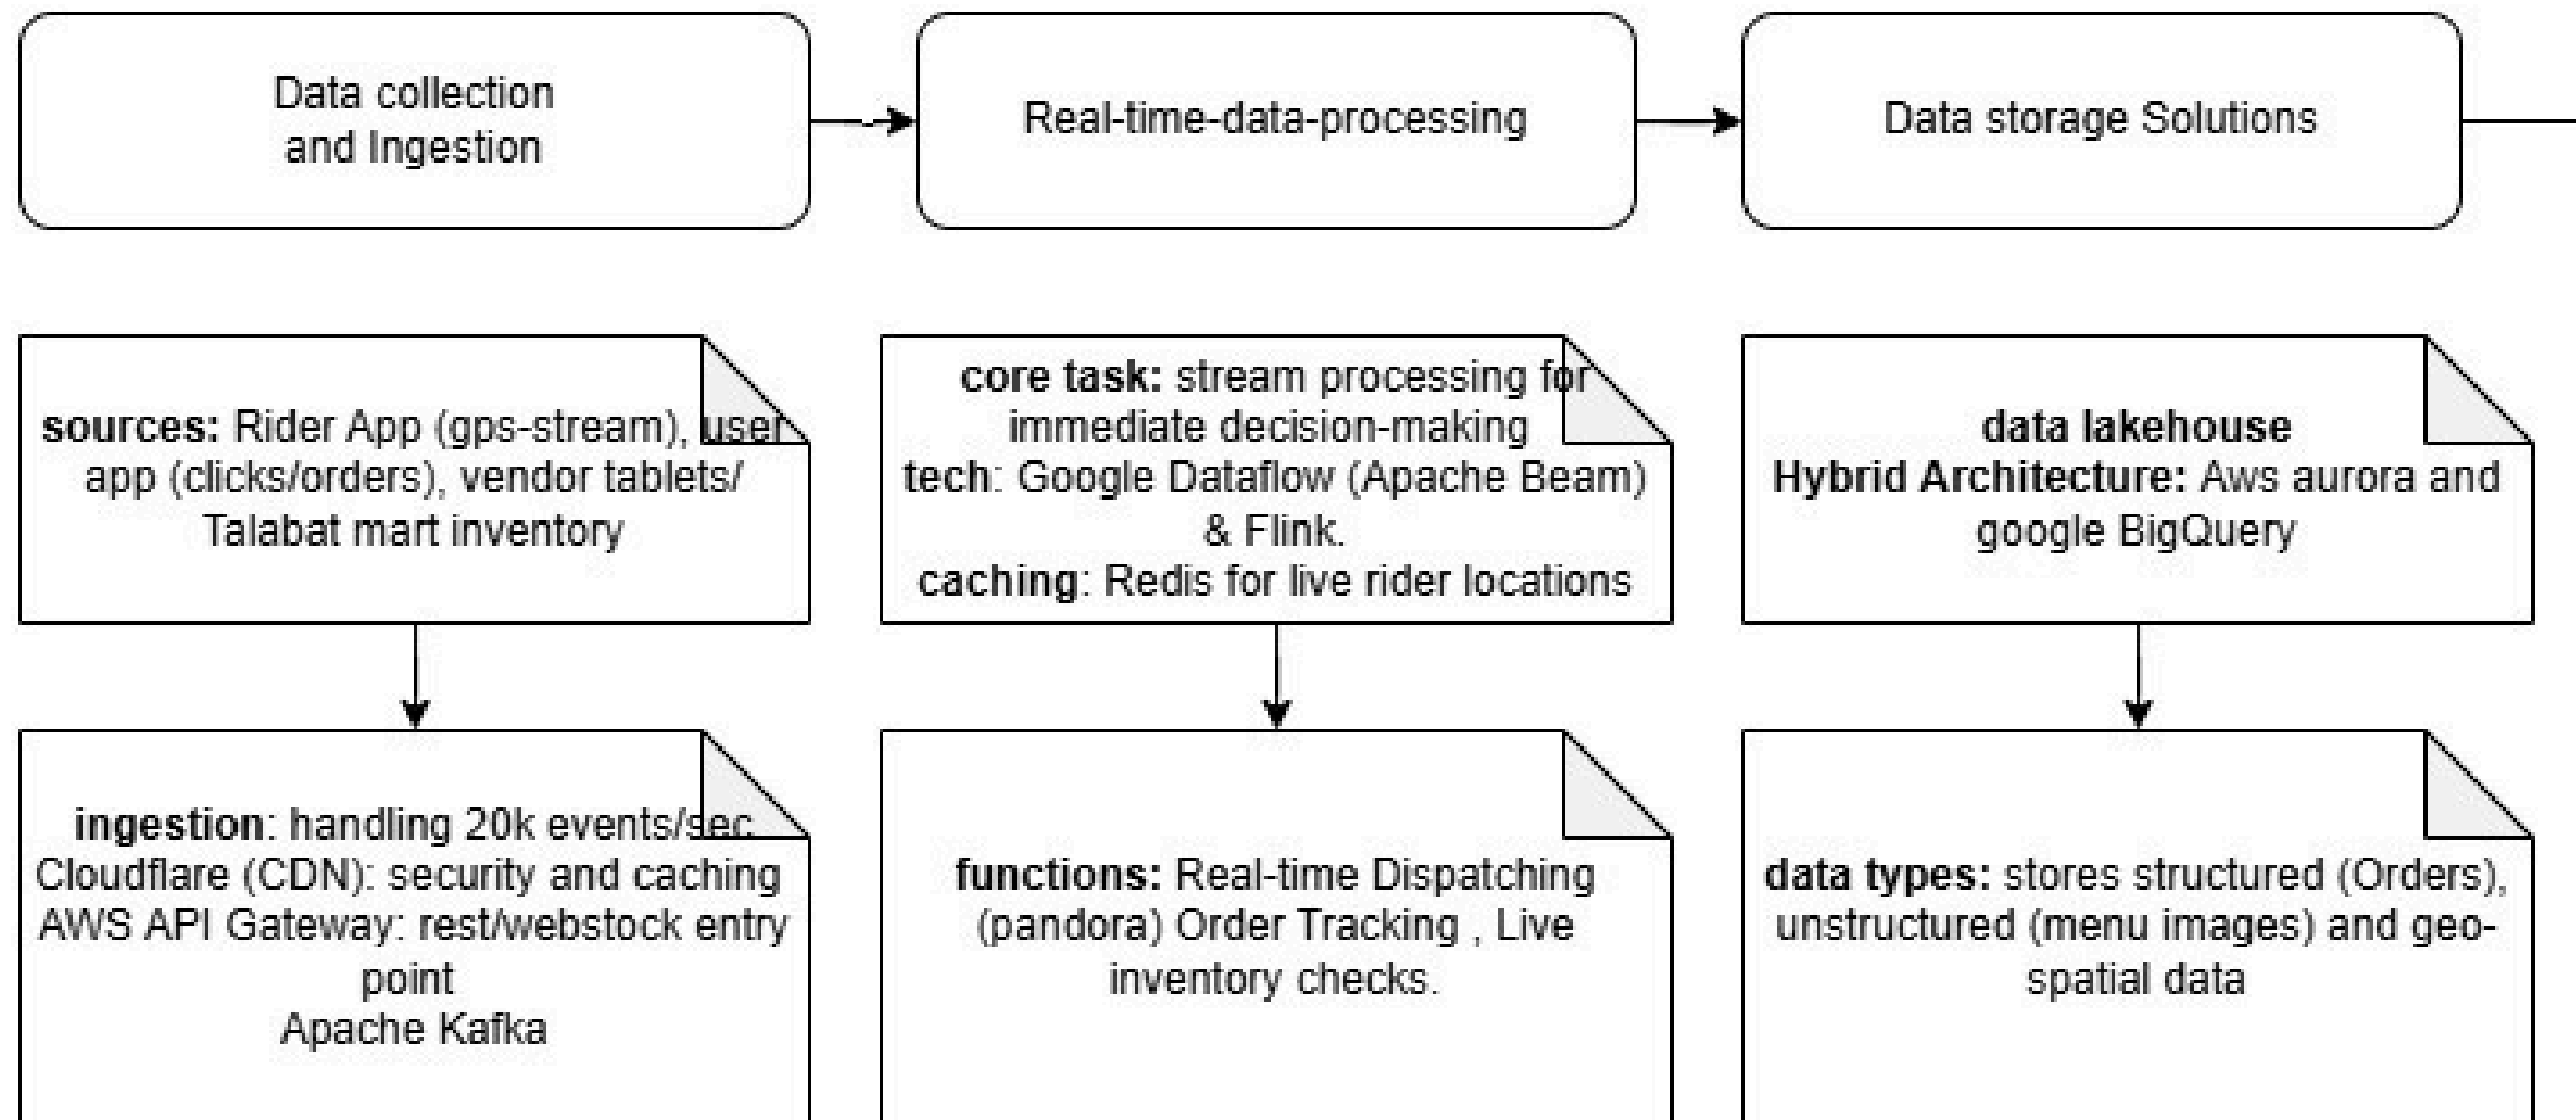 Data collection
and Ingestion
Real-time-data-processing
Data storage Solutions
sources: Rider App (gps-stream), user
app (clicks/orders), vendor tablets/
Talabat mart inventory
core task: stream processing for
immediate decision-making
tech: Google Dataflow (Apache Beam)
& Flink.
caching: Redis for live rider locations
data lakehouse
Hybrid Architecture: Aws aurora and
google BigQuery
ingestion: handling 20k events/sec
Cloudflare (CDN): security and caching
AWS API Gateway: rest/webstock entry
point
Apache Kafka
functions: Real-time Dispatching
(pandora) Order Tracking , Live
inventory checks.
data types: stores structured (Orders),
unstructured (menu images) and geo-
spatial data